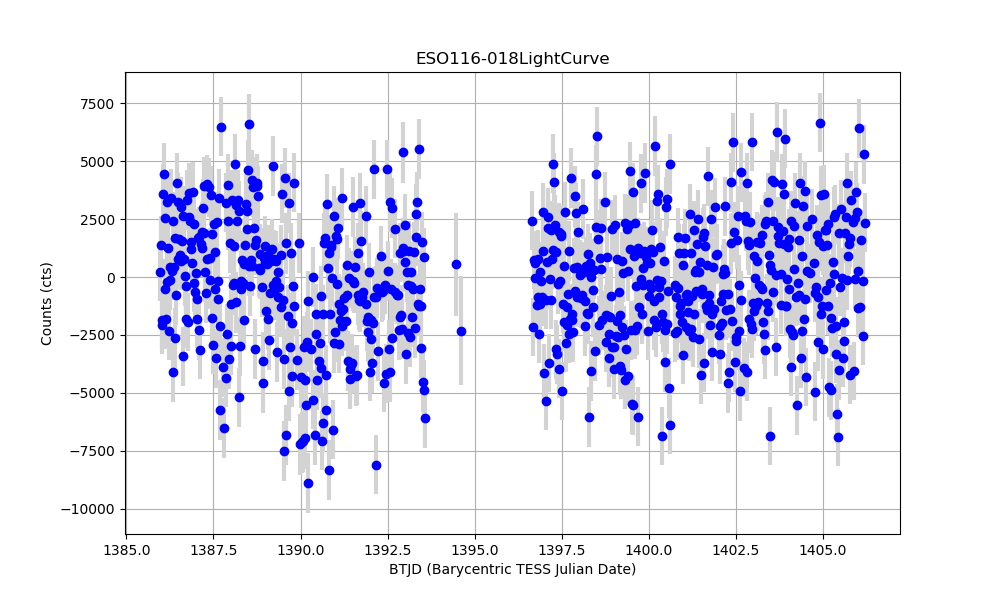 ESO116-018LightCurve
7500
5000
2500
0
−2500
−5000
−7500
−10000
Counts (cts)
1385.0 1387.5 1390.0 1392.5 1395.0 1397.5 1400.0 1402.5 1405.0
BTJD (Barycentric TESS Julian Date)